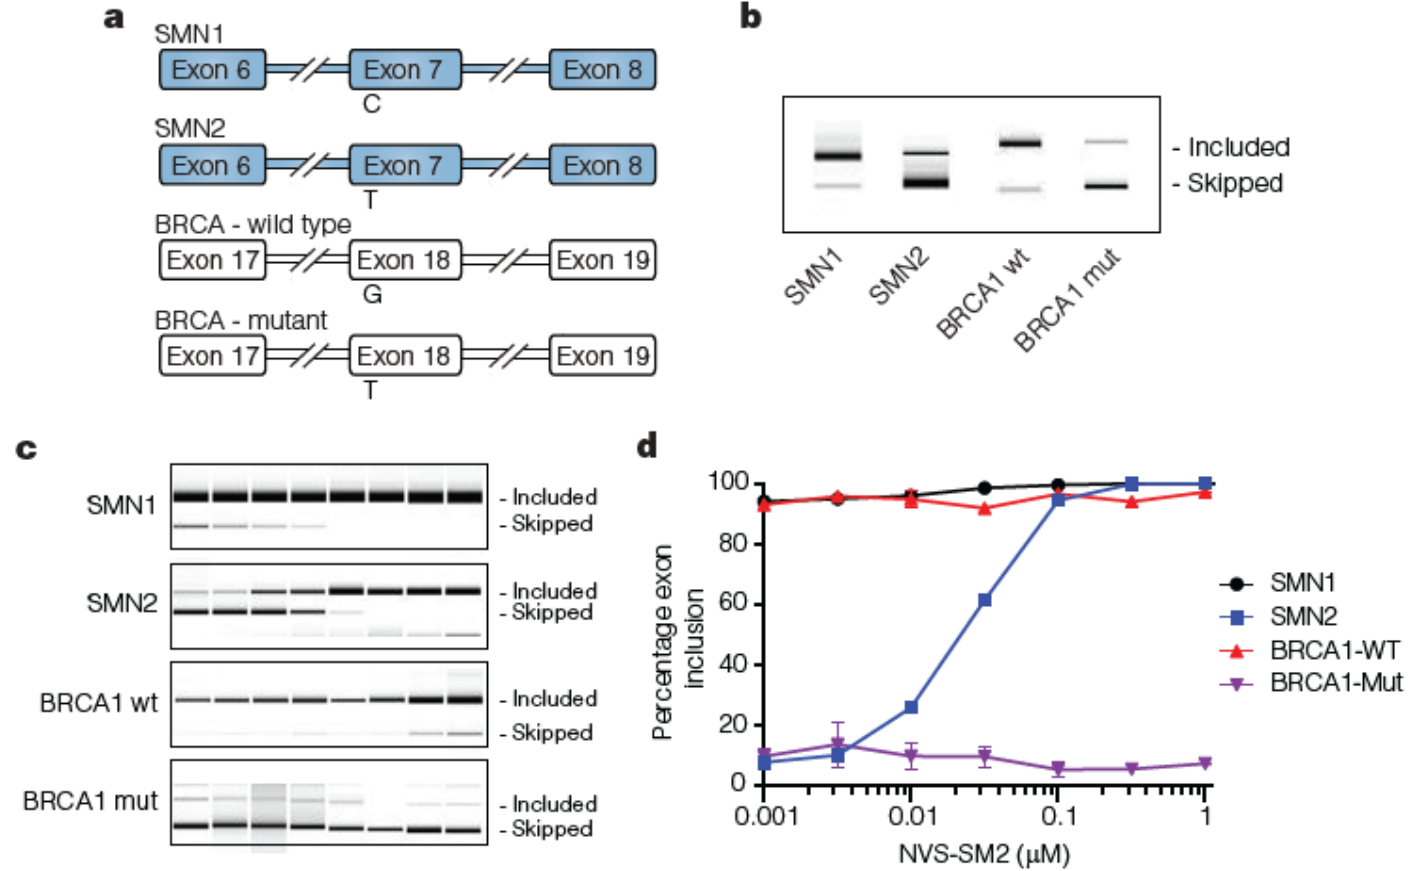 a
SMN1
Exon 6 Exon 7 Exon 8
C
SMN2
Exon 6 Exon 7 Exon 8
T
BRCA - wild type
Exon 17 Exon 18 Exon 19
G
BRCA - mutant
Exon 17 Exon 18 Exon 19
T
b
- Included
- Skipped
SMN1 SMN2 BRCA1 wt BRCA1 mut
c
SMN1
- Included
- Skipped
SMN2
- Included
- Skipped
BRCA1 wt
- Included
- Skipped
BRCA1 mut
- Included
- Skipped
d
Percentage exon
inclusion
100
80
60
40
20
0
0.001 0.01 0.1 1
NVS-SM2 (μM)
SMN1
SMN2
BRCA1-WT
BRCA1-Mut